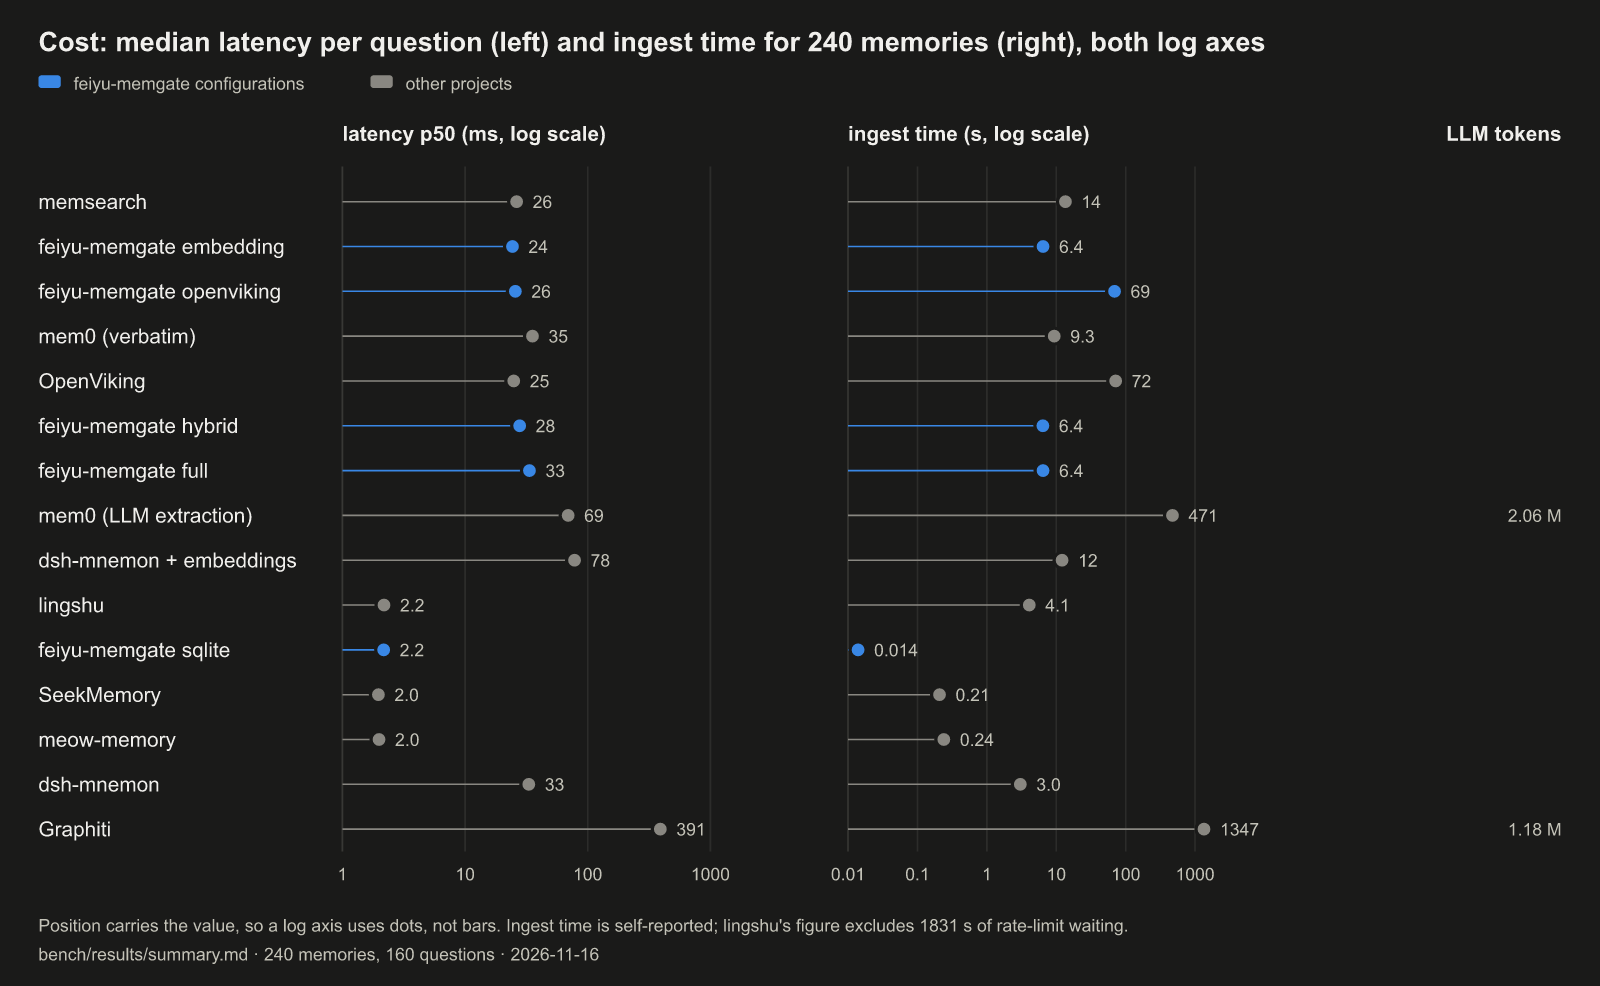 Cost: median latency per question (left) and ingest time for 240 memories (right), both log axes
feiyu-memgate configurations other projects
latency p50 (ms, log scale) ingest time (s, log scale) LLM tokens
memsearch 26 14
feiyu-memgate embedding 24 6.4
feiyu-memgate openviking 26 69
mem0 (verbatim) 35 9.3
OpenViking 25 72
feiyu-memgate hybrid 28 6.4
feiyu-memgate full 33 6.4
mem0 (LLM extraction) 69 471 2.06 M
dsh-mnemon + embeddings 78 12
lingshu 2.2 4.1
feiyu-memgate sqlite 2.2 0.014
SeekMemory 2.0 0.21
meow-memory 2.0 0.24
dsh-mnemon 33 3.0
Graphiti 391 1347 1.18 M
1 10 100 1000 0.01 0.1 1 10 100 1000
Position carries the value, so a log axis uses dots, not bars. Ingest time is self-reported; lingshu's figure excludes 1831 s of rate-limit waiting.
bench/results/summary.md · 240 memories, 160 questions · 2026-11-16